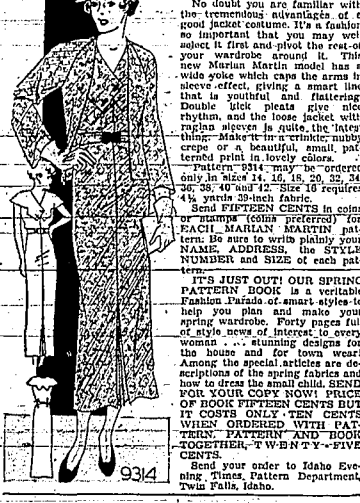 No doubt you are familiar with
the tremendous advantages of a
good jacket costume. It's a fashion
so important that you may well
select it first and pivot the rest of
your wardrobe around it. This
new Marian Martin model has a
wide yoke which caps the arms in
sleeve effect, giving a smart line
that is youthful and flattering.
Double kick pleats give nice
rhythm, and the loose jacket with
raglan sleeves is quite the latest
thing. Make it in a crinkle, nubby
crepe or a beautiful, small, pat-
terned print in lovely colors.
Pattern 9314 may be ordered
only in sizes 14, 16, 18, 20, 32, 34,
36, 38, 40 and 42. Size 16 requires
4⅛ yards 39-inch fabric.
Send FIFTEEN CENTS in coins
or stamps (coins preferred) for
EACH MARIAN MARTIN pat-
tern. Be sure to write plainly your
NAME, ADDRESS, the STYLE
NUMBER and SIZE of each pat-
tern.
IT'S JUST OUT! OUR SPRING
PATTERN BOOK is a veritable
Fashion Parade of smart styles to
help you plan and make your
spring wardrobe. Forty pages full
of style news of interest to every
woman . . . stunning designs for
the house and for town wear!
Among the special articles are de-
scriptions of the spring fabrics and
how to dress the small child. SEND
FOR YOUR COPY NOW! PRICE
OF BOOK FIFTEEN CENTS BUT
IT COSTS ONLY TEN CENTS
WHEN ORDERED WITH PAT-
TERN. PATTERN AND BOOK
TOGETHER, TWENTY-FIVE
CENTS.
Send your order to Idaho Eve-
ning Times, Pattern Department,
Twin Falls, Idaho.
9314